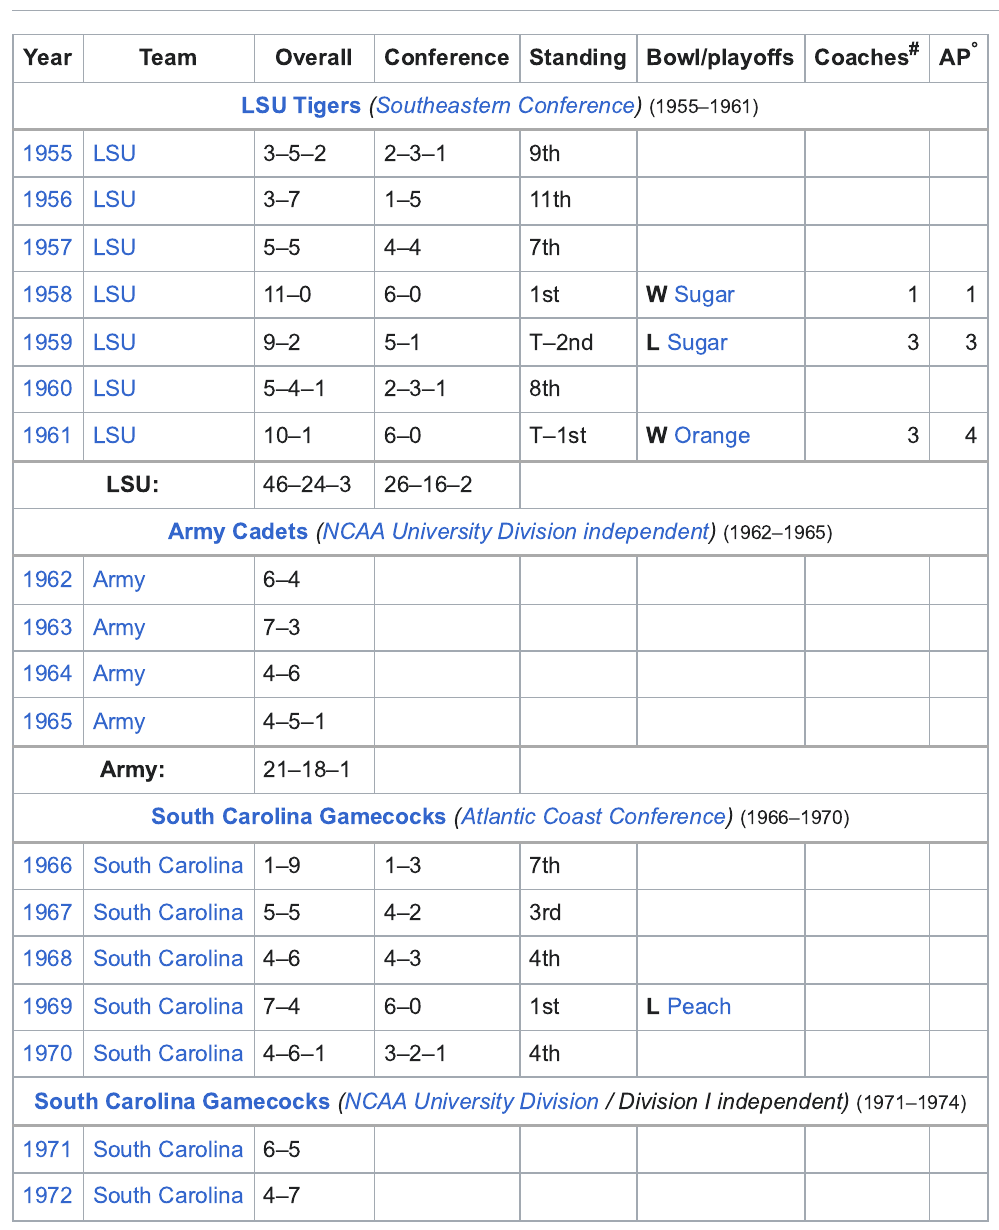 Year Team Overall Conference Standing Bowl/playoffs Coaches# AP°
LSU Tigers (Southeastern Conference) (1955–1961)
1955 LSU 3–5–2 2–3–1 9th
1956 LSU 3–7 1–5 11th
1957 LSU 5–5 4–4 7th
1958 LSU 11–0 6–0 1st W Sugar 1 1
1959 LSU 9–2 5–1 T–2nd L Sugar 3 3
1960 LSU 5–4–1 2–3–1 8th
1961 LSU 10–1 6–0 T–1st W Orange 3 4
LSU: 46–24–3 26–16–2
Army Cadets (NCAA University Division independent) (1962–1965)
1962 Army 6–4
1963 Army 7–3
1964 Army 4–6
1965 Army 4–5–1
Army: 21–18–1
South Carolina Gamecocks (Atlantic Coast Conference) (1966–1970)
1966 South Carolina 1–9 1–3 7th
1967 South Carolina 5–5 4–2 3rd
1968 South Carolina 4–6 4–3 4th
1969 South Carolina 7–4 6–0 1st L Peach
1970 South Carolina 4–6–1 3–2–1 4th
South Carolina Gamecocks (NCAA University Division / Division I independent) (1971–1974)
1971 South Carolina 6–5
1972 South Carolina 4–7